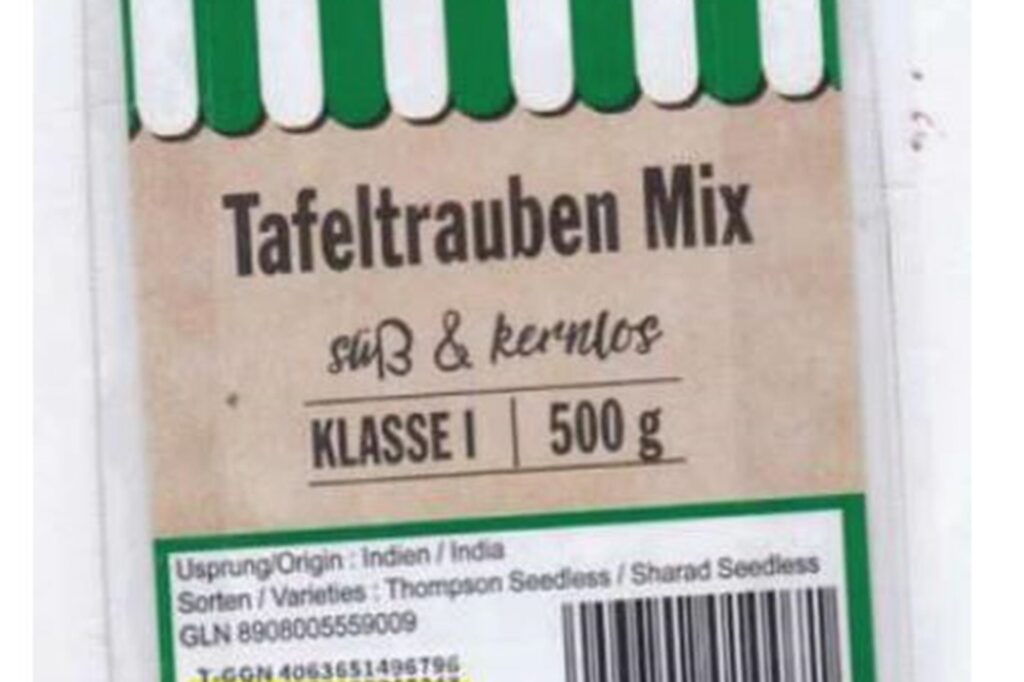 Tafeltrauben Mix
süß & kernlos
KLASSE I | 500 g
Usprung/Origin : Indien / India
Sorten / Varieties : Thompson Seedless / Sharad Seedless
GLN 8908005559009
T-GGN 4063651496796